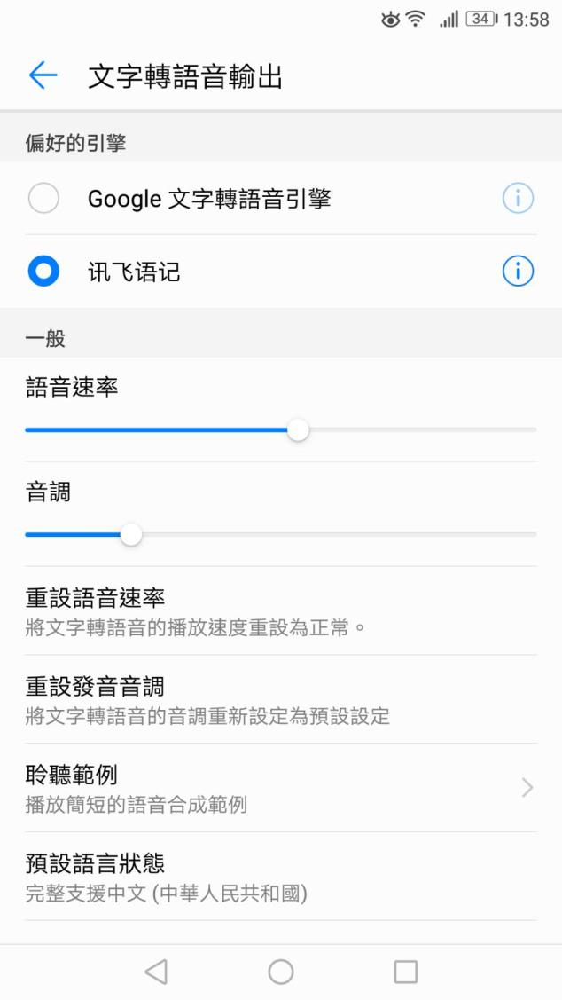 34 13:58
文字轉語音輸出
偏好的引擎
Google 文字轉語音引擎
讯飞语记
一般
語音速率
音調
重設語音速率
將文字轉語音的播放速度重設為正常。
重設發音音調
將文字轉語音的音調重新設定為預設設定
聆聽範例
播放簡短的語音合成範例
預設語言狀態
完整支援中文 (中華人民共和國)